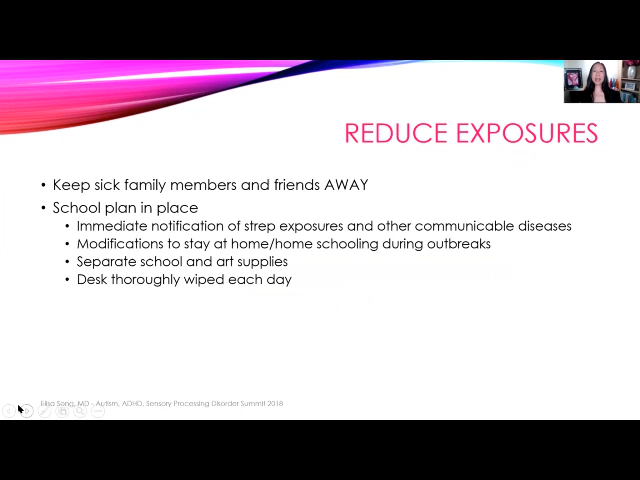 REDUCE EXPOSURES
• Keep sick family members and friends AWAY
• School plan in place
• Immediate notification of strep exposures and other communicable diseases
• Modifications to stay at home/home schooling during outbreaks
• Separate school and art supplies
• Desk thoroughly wiped each day
Elisa Song, MD - Autism, ADHD, Sensory Processing Disorder Summit 2018